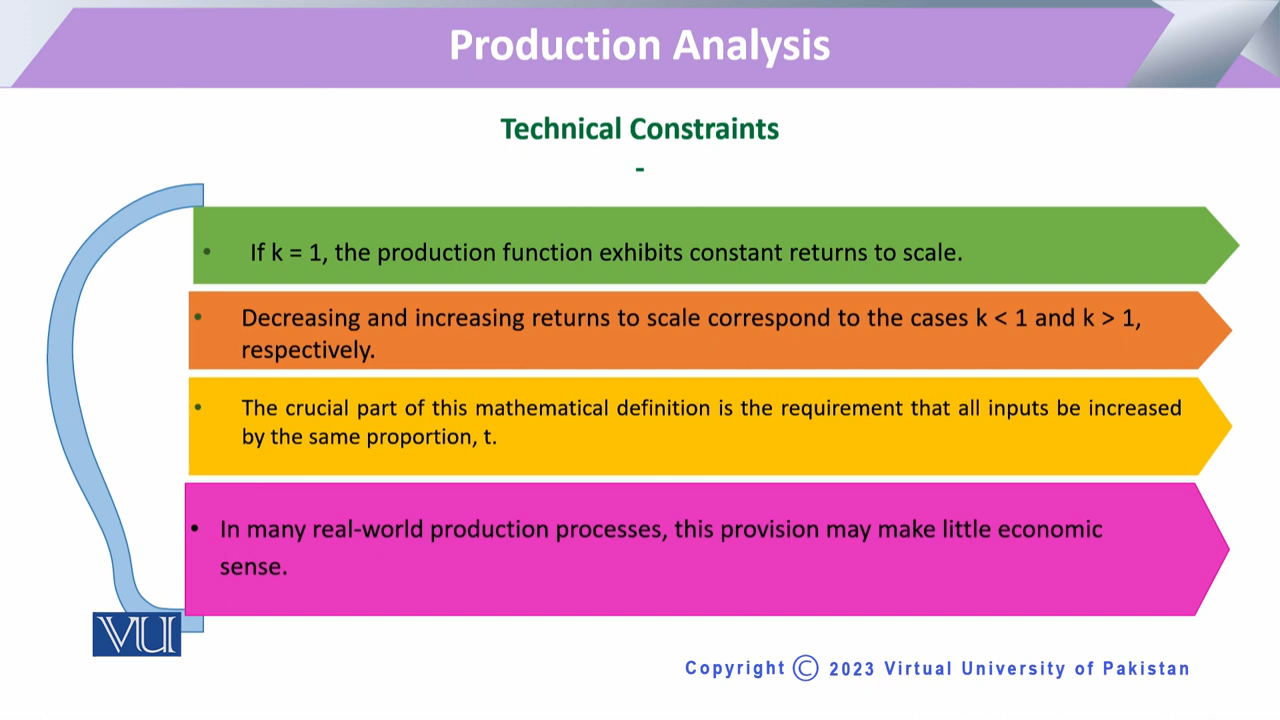 Production Analysis
Technical Constraints
-
• If k = 1, the production function exhibits constant returns to scale.
• Decreasing and increasing returns to scale correspond to the cases k < 1 and k > 1,
respectively.
• The crucial part of this mathematical definition is the requirement that all inputs be increased
by the same proportion, t.
• In many real-world production processes, this provision may make little economic
sense.
VU
Copyright © 2023 Virtual University of Pakistan